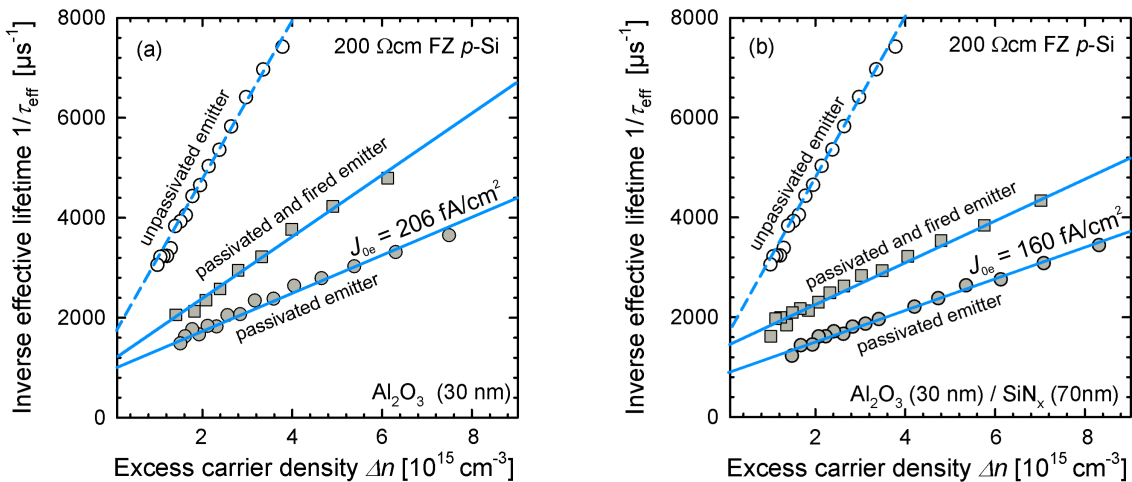 8000
6000
4000
2000
0
2 4 6 8
Inverse effective lifetime 1/τeff [µs⁻¹]
Excess carrier density Δn [10¹⁵ cm⁻³]
(a)
200 Ωcm FZ p-Si
unpassivated emitter
passivated and fired emitter
J₀ₑ = 206 fA/cm²
passivated emitter
Al₂O₃ (30 nm)
8000
6000
4000
2000
0
2 4 6 8
Inverse effective lifetime 1/τeff [µs⁻¹]
Excess carrier density Δn [10¹⁵ cm⁻³]
(b)
200 Ωcm FZ p-Si
unpassivated emitter
passivated and fired emitter
J₀ₑ = 160 fA/cm²
passivated emitter
Al₂O₃ (30 nm) / SiNₓ (70nm)